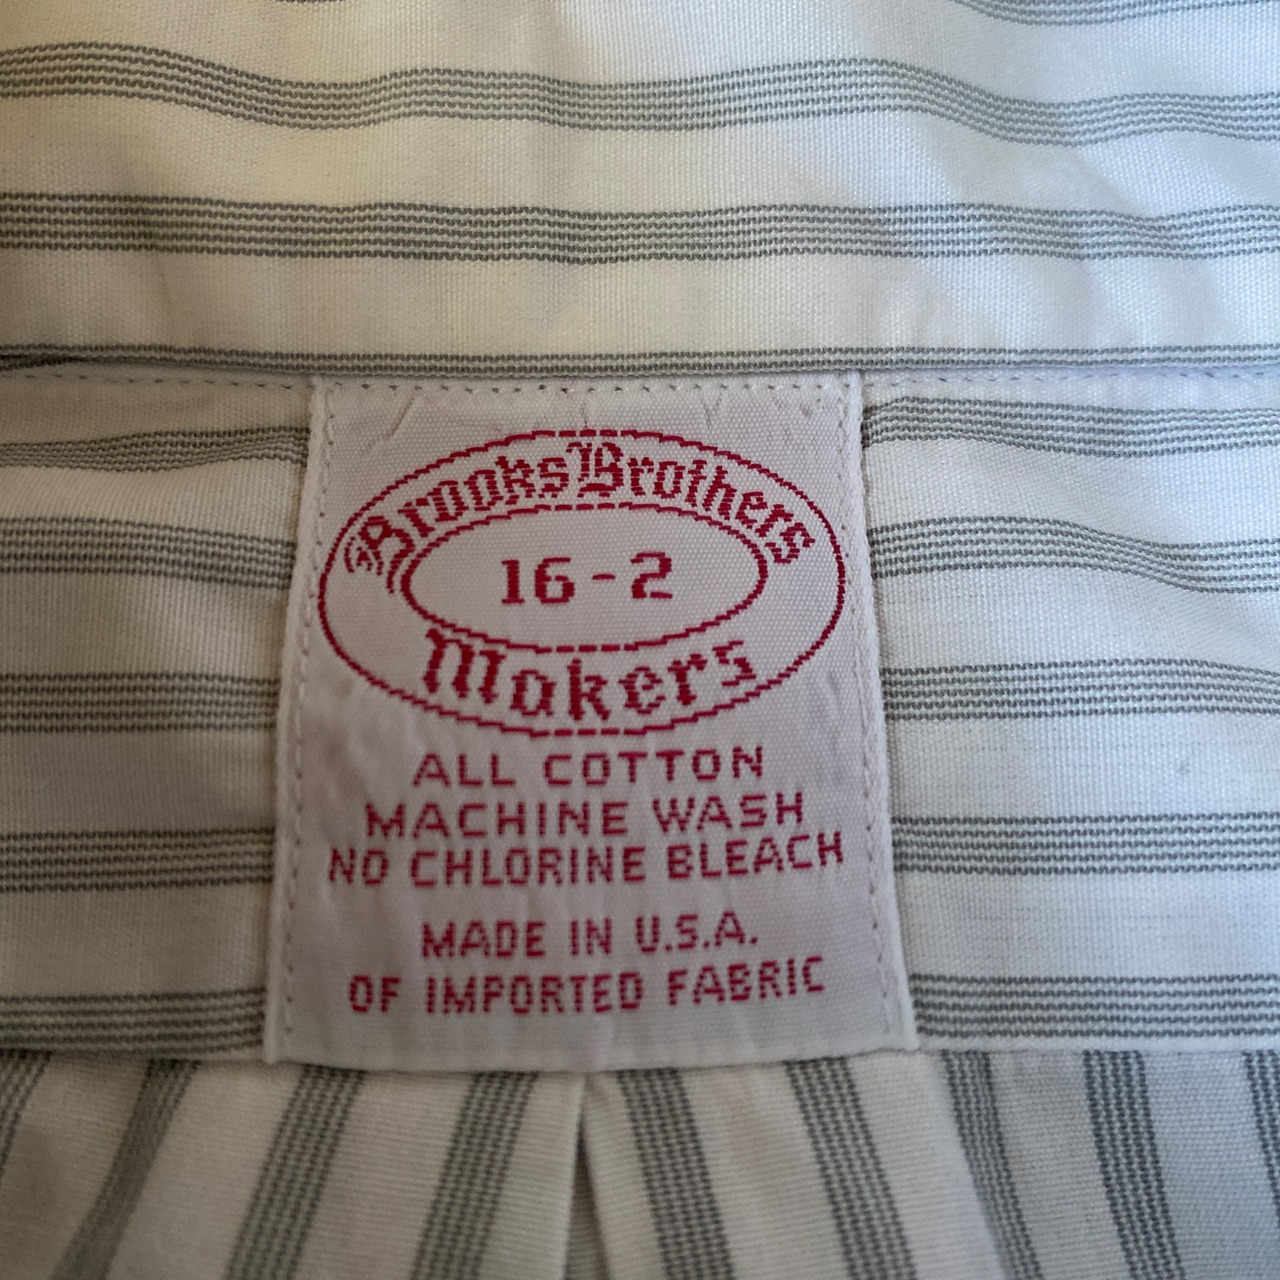 Brooks Brothers
16-2
Makers
ALL COTTON
MACHINE WASH
NO CHLORINE BLEACH
MADE IN U.S.A.
OF IMPORTED FABRIC